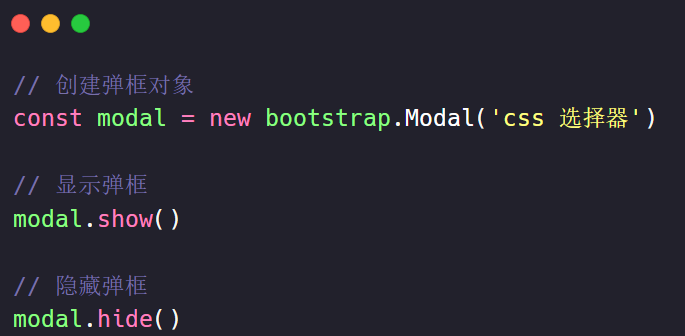 // 创建弹框对象
const modal = new bootstrap.Modal('css 选择器')
// 显示弹框
modal.show()
// 隐藏弹框
modal.hide()